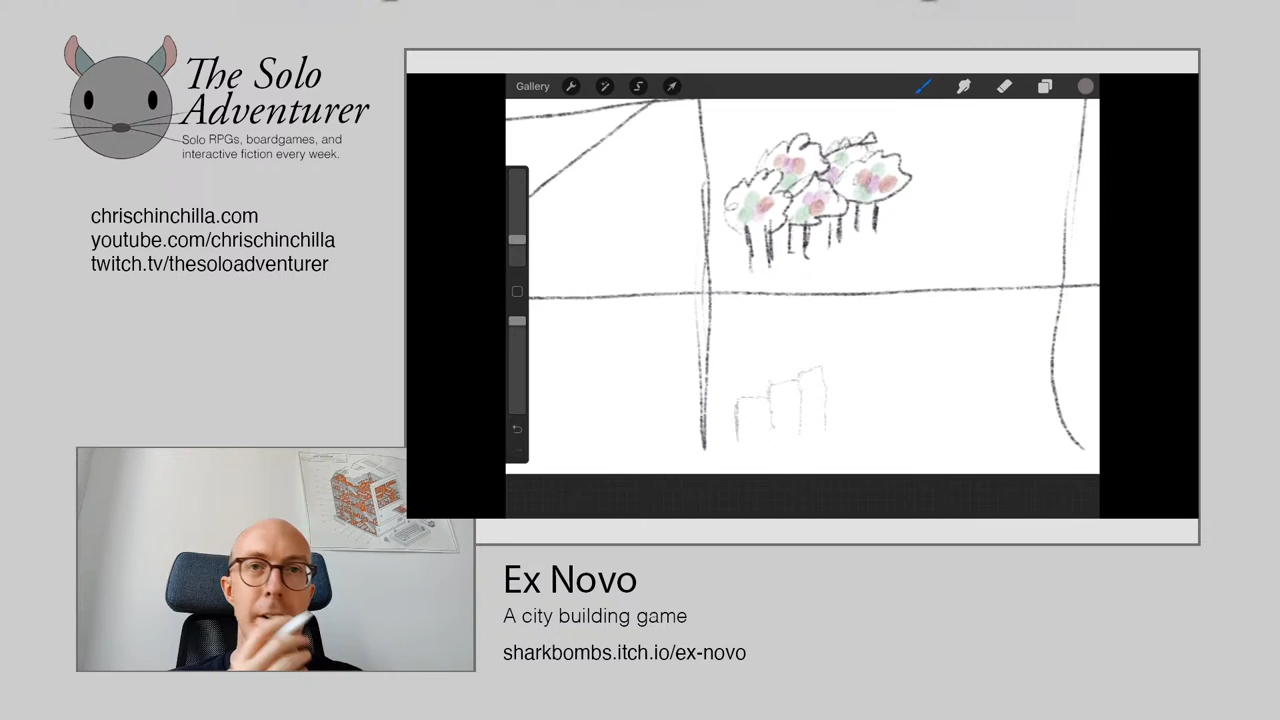 The Solo
Adventurer
Solo RPGs, boardgames, and
interactive fiction every week.
chrischinchilla.com
youtube.com/chrischinchilla
twitch.tv/thesoloadventurer
Gallery
Ex Novo
A city building game
sharkbombs.itch.io/ex-novo